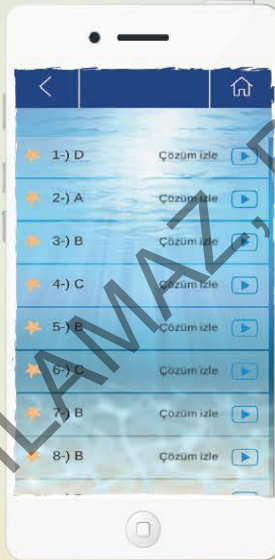 1-) D Çözüm izle
2-) A Çözüm izle
3-) B Çözüm izle
4-) C Çözüm izle
5-) B Çözüm izle
6-) C Çözüm izle
7-) B Çözüm izle
8-) B Çözüm izle
LAMAZ.,